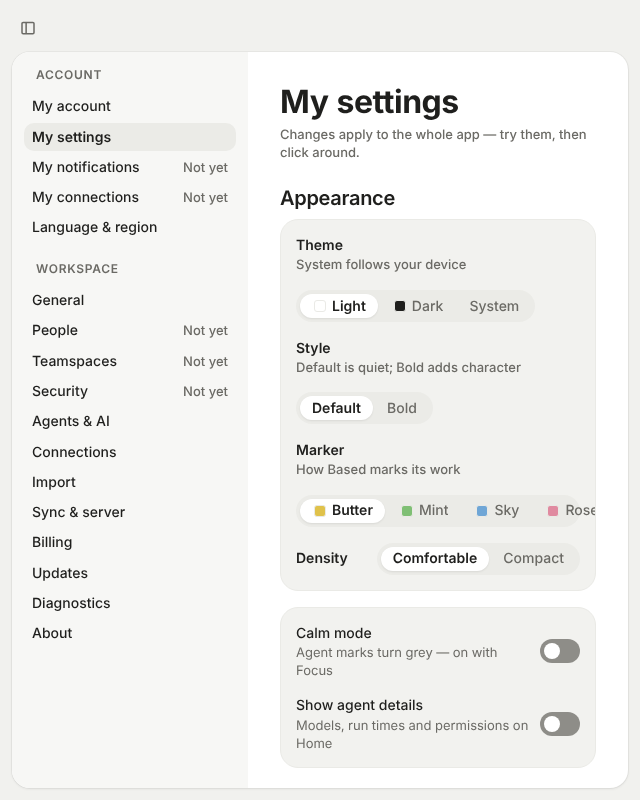 ACCOUNT
My account
My settings
My notifications Not yet
My connections Not yet
Language & region
WORKSPACE
General
People Not yet
Teamspaces Not yet
Security Not yet
Agents & AI
Connections
Import
Sync & server
Billing
Updates
Diagnostics
About
My settings
Changes apply to the whole app — try them, then
click around.
Appearance
Theme
System follows your device
Light Dark System
Style
Default is quiet; Bold adds character
Default Bold
Marker
How Based marks its work
Butter Mint Sky Rose
Density Comfortable Compact
Calm mode
Agent marks turn grey — on with
Focus
Show agent details
Models, run times and permissions on
Home